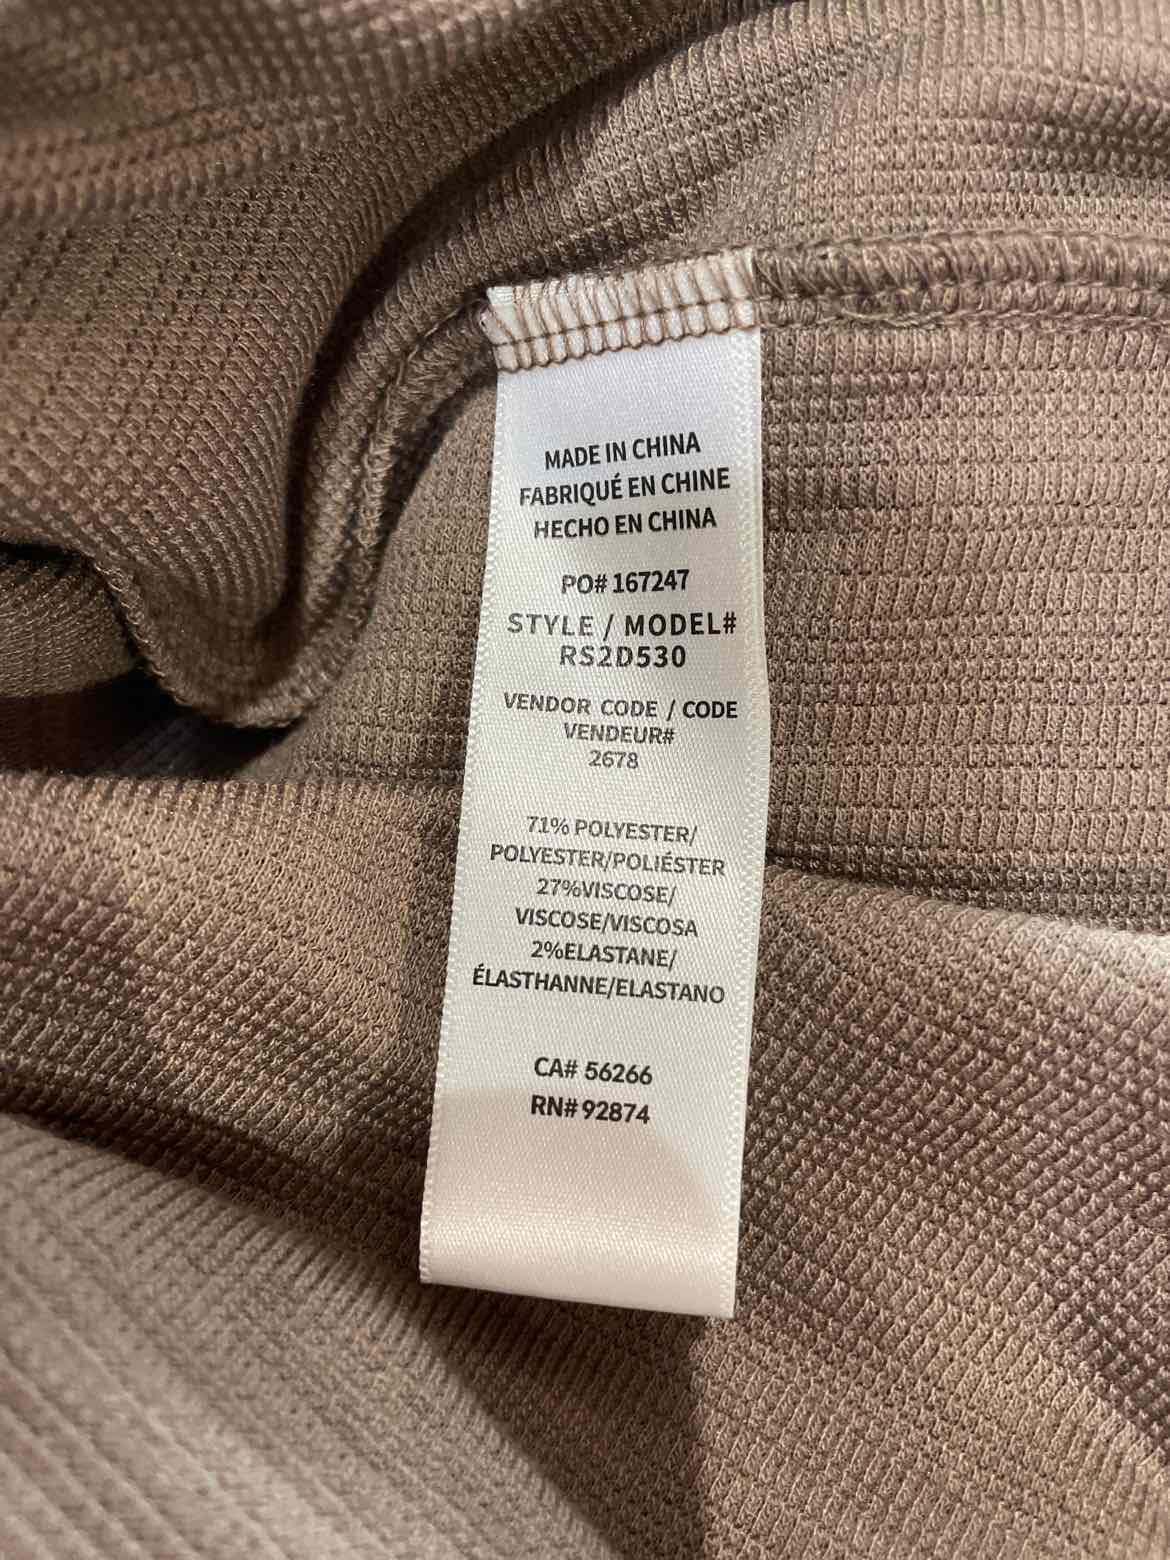 MADE IN CHINA
FABRIQUÉ EN CHINE
HECHO EN CHINA
PO# 167247
STYLE / MODEL#
RS2D530
VENDOR CODE / CODE
VENDEUR#
2678
71% POLYESTER/
POLYESTER/POLIÉSTER
27%VISCOSE/
VISCOSE/VISCOSA
2%ELASTANE/
ÉLASTHANNE/ELASTANO
CA# 56266
RN# 92874